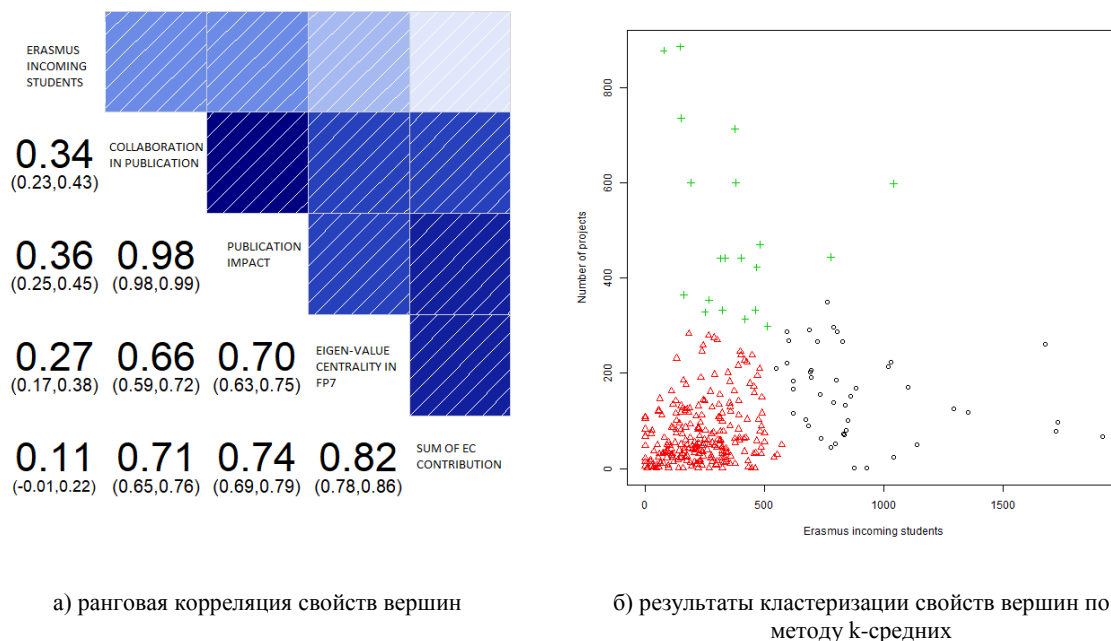 ERASMUS
INCOMING
STUDENTS
0.34
(0.23,0.43)
COLLABORATION
IN PUBLICATION
0.36
(0.25,0.45)
0.98
(0.98,0.99)
PUBLICATION
IMPACT
0.27
(0.17,0.38)
0.66
(0.59,0.72)
0.70
(0.63,0.75)
EIGEN-VALUE
CENTRALITY IN
FP7
0.11
(-0.01,0.22)
0.71
(0.65,0.76)
0.74
(0.69,0.79)
0.82
(0.78,0.86)
SUM OF EC
CONTRIBUTION
а) ранговая корреляция свойств вершин
Number of projects
800
600
400
200
0
0 500 1000 1500
Erasmus incoming students
б) результаты кластеризации свойств вершин по
методу k-средних